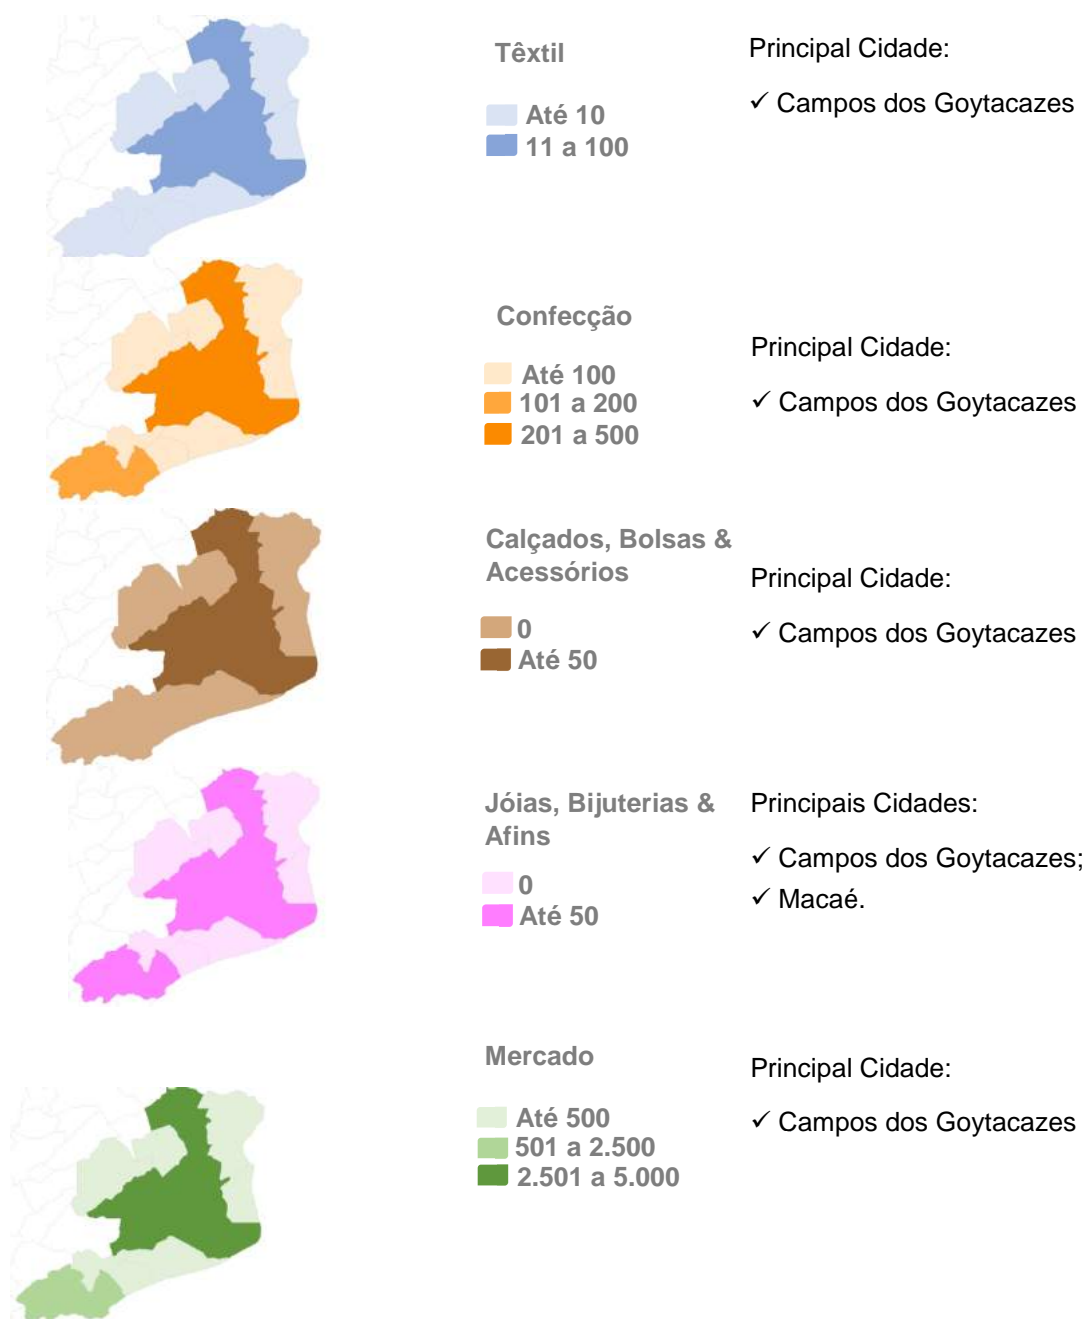 Têxtil
Até 10
11 a 100
Principal Cidade:
✓ Campos dos Goytacazes
Confecção
Até 100
101 a 200
201 a 500
Principal Cidade:
✓ Campos dos Goytacazes
Calçados, Bolsas &
Acessórios
0
Até 50
Principal Cidade:
✓ Campos dos Goytacazes
Jóias, Bijuterias &
Afins
0
Até 50
Principais Cidades:
✓ Campos dos Goytacazes;
✓ Macaé.
Mercado
Até 500
501 a 2.500
2.501 a 5.000
Principal Cidade:
✓ Campos dos Goytacazes